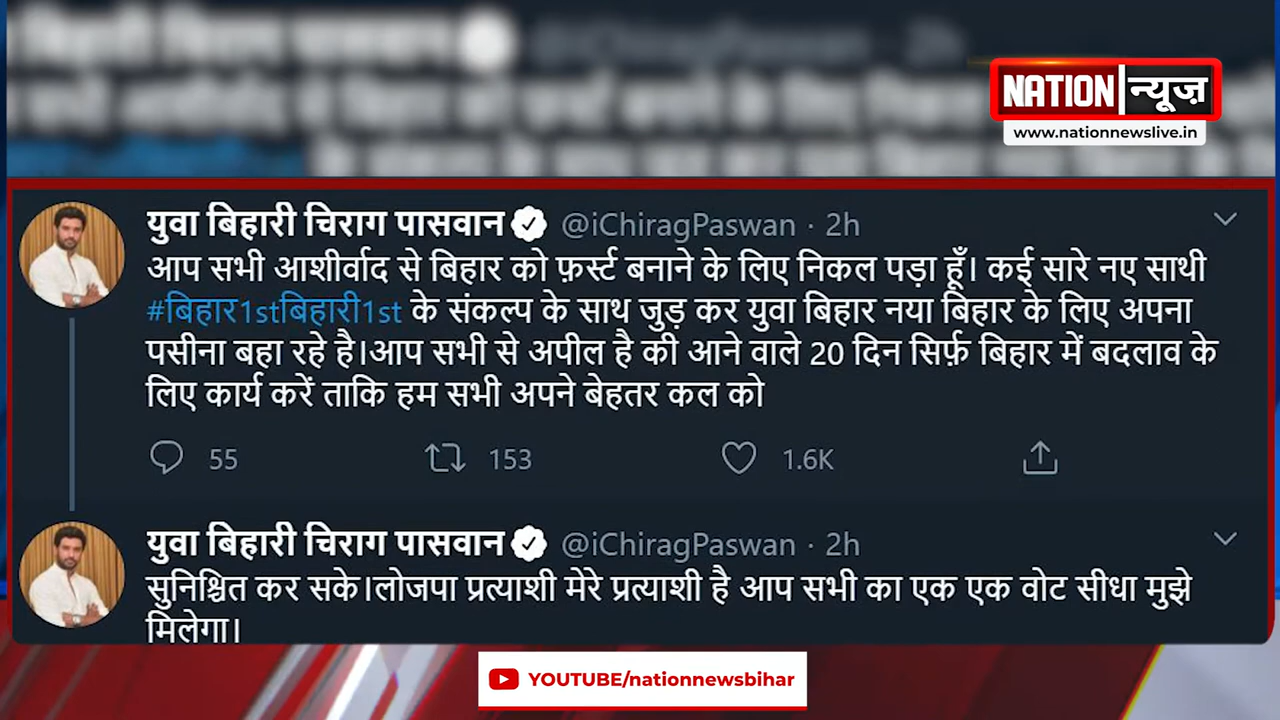 @iChiragPaswan · 2h
NATION न्यूज़
www.nationnewslive.in
युवा बिहारी चिराग पासवान @iChiragPaswan · 2h
आप सभी आशीर्वाद से बिहार को फ़र्स्ट बनाने के लिए निकल पड़ा हूँ। कई सारे नए साथी
#बिहार1stबिहारी1st के संकल्प के साथ जुड़ कर युवा बिहार नया बिहार के लिए अपना
पसीना बहा रहे है।आप सभी से अपील है की आने वाले 20 दिन सिर्फ़ बिहार में बदलाव के
लिए कार्य करें ताकि हम सभी अपने बेहतर कल को
55 153 1.6K
युवा बिहारी चिराग पासवान @iChiragPaswan · 2h
सुनिश्चित कर सके।लोजपा प्रत्याशी मेरे प्रत्याशी है आप सभी का एक एक वोट सीधा मुझे
मिलेगा।
YOUTUBE/nationnewsbihar